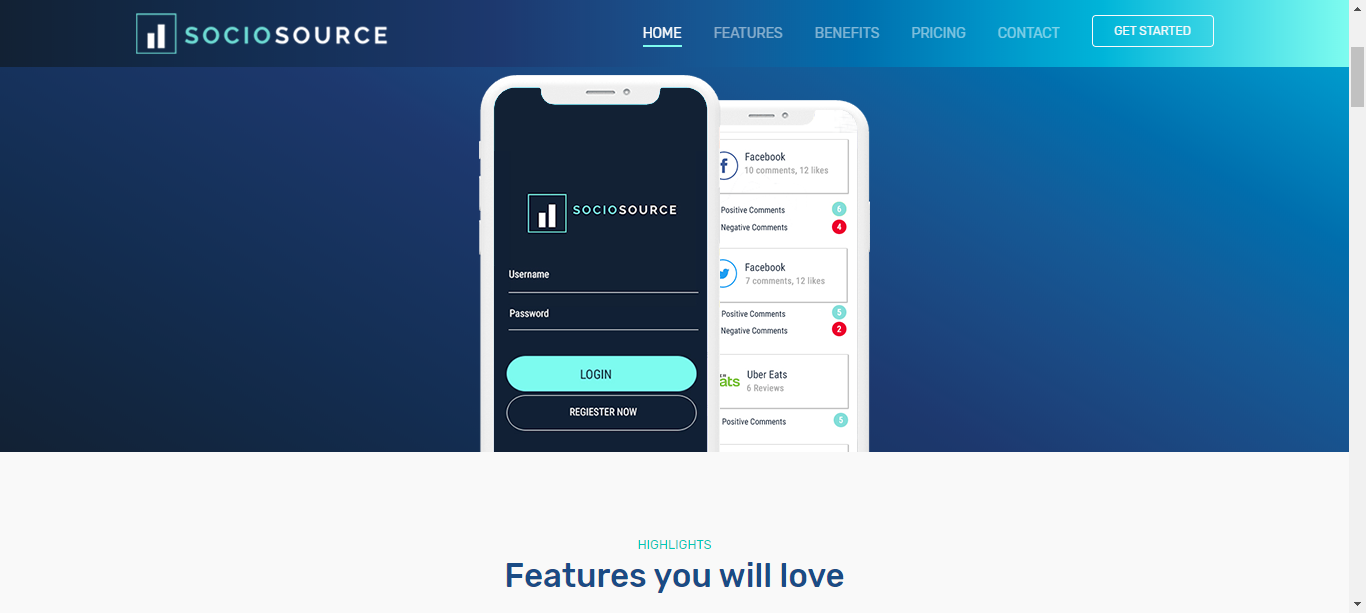 SOCIOSOURCE
HOME FEATURES BENEFITS PRICING CONTACT GET STARTED
SOCIOSOURCE
Username
Password
LOGIN
REGIESTER NOW
Facebook
10 comments, 12 likes
Positive Comments 6
Negative Comments 4
Facebook
7 comments, 12 likes
Positive Comments 5
Negative Comments 2
Uber Eats
6 Reviews
Positive Comments 5
HIGHLIGHTS
Features you will love